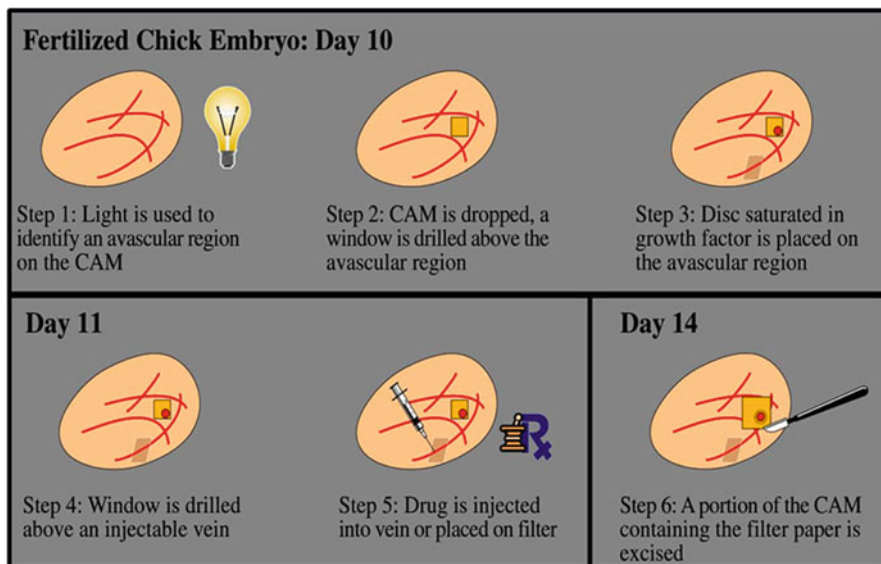 Fertilized Chick Embryo: Day 10
Step 1: Light is used to
identify an avascular region
on the CAM
Step 2: CAM is dropped, a
window is drilled above the
avascular region
Step 3: Disc saturated in
growth factor is placed on
the avascular region
Day 11
Step 4: Window is drilled
above an injectable vein
Step 5: Drug is injected
into vein or placed on filter
Day 14
Step 6: A portion of the CAM
containing the filter paper is
excised